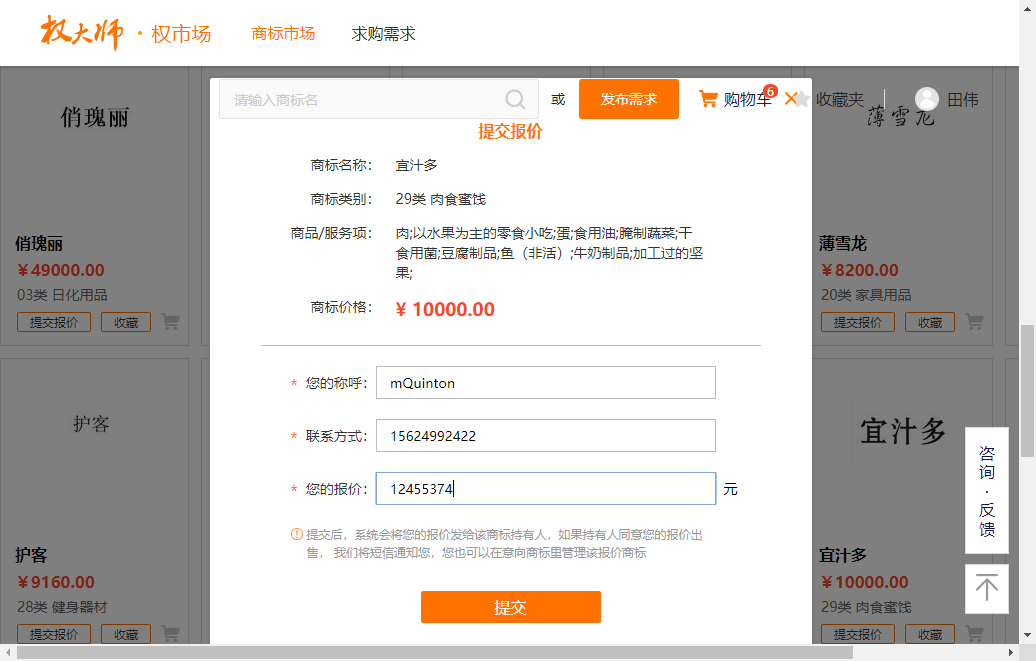 权大师·权市场 商标市场 求购需求
请输入商标名 或 发布需求 购物车 6 收藏夹 田伟
俏瑰丽
薄雪龙
提交报价
商标名称： 宜汁多
商标类别： 29类 肉食蜜饯
商品/服务项： 肉;以水果为主的零食小吃;蛋;食用油;腌制蔬菜;干
食用菌;豆腐制品;鱼（非活）;牛奶制品;加工过的坚
果;
商标价格： ¥ 10000.00
* 您的称呼： mQuinton
* 联系方式： 15624992422
* 您的报价： 12455374 元
提交后，系统会将您的报价发给该商标持有人，如果持有人同意您的报价出
售， 我们将短信通知您，您也可以在意向商标里管理该报价商标
提交
俏瑰丽
¥49000.00
03类 日化用品
提交报价 收藏
护客
护客
¥9160.00
28类 健身器材
提交报价 收藏
薄雪龙
¥8200.00
20类 家具用品
提交报价 收藏
宜汁多
宜汁多
¥10000.00
29类 肉食蜜饯
提交报价 收藏
咨
询
·
反
馈